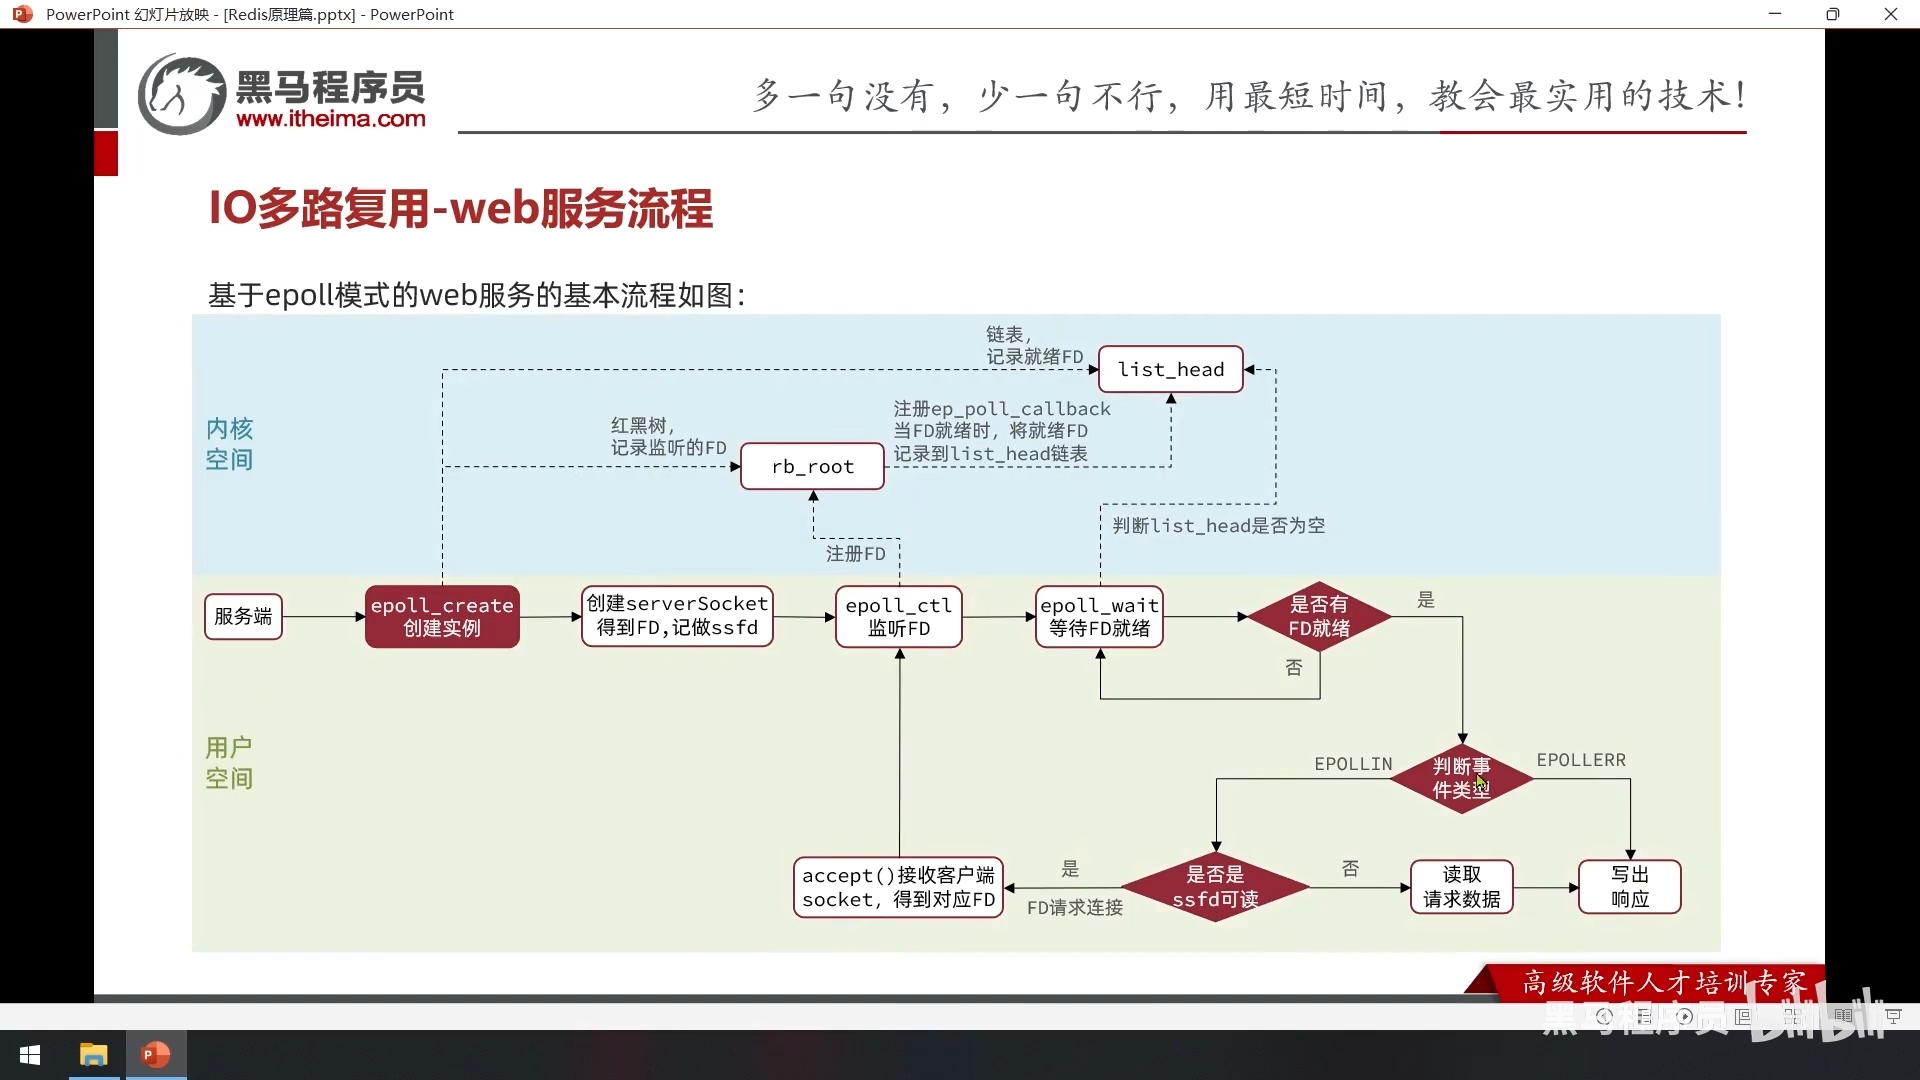 PowerPoint 幻灯片放映 - [Redis原理篇.pptx] - PowerPoint
黑马程序员
www.itheima.com
多一句没有，少一句不行，用最短时间，教会最实用的技术！
IO多路复用-web服务流程
基于epoll模式的web服务的基本流程如图：
链表，
记录就绪FD
list_head
内核
空间
红黑树，
记录监听的FD
rb_root
注册ep_poll_callback
当FD就绪时，将就绪FD
记录到list_head链表
注册FD
判断list_head是否为空
服务端
epoll_create
创建实例
创建serverSocket
得到FD,记做ssfd
epoll_ctl
监听FD
epoll_wait
等待FD就绪
是否有
FD就绪
是
否
用户
空间
EPOLLIN
判断事
件类型
EPOLLERR
accept()接收客户端
socket，得到对应FD
是
FD请求连接
是否是
ssfd可读
否
读取
请求数据
写出
响应
高级软件人才培训专家
黑马程序员
bilibili